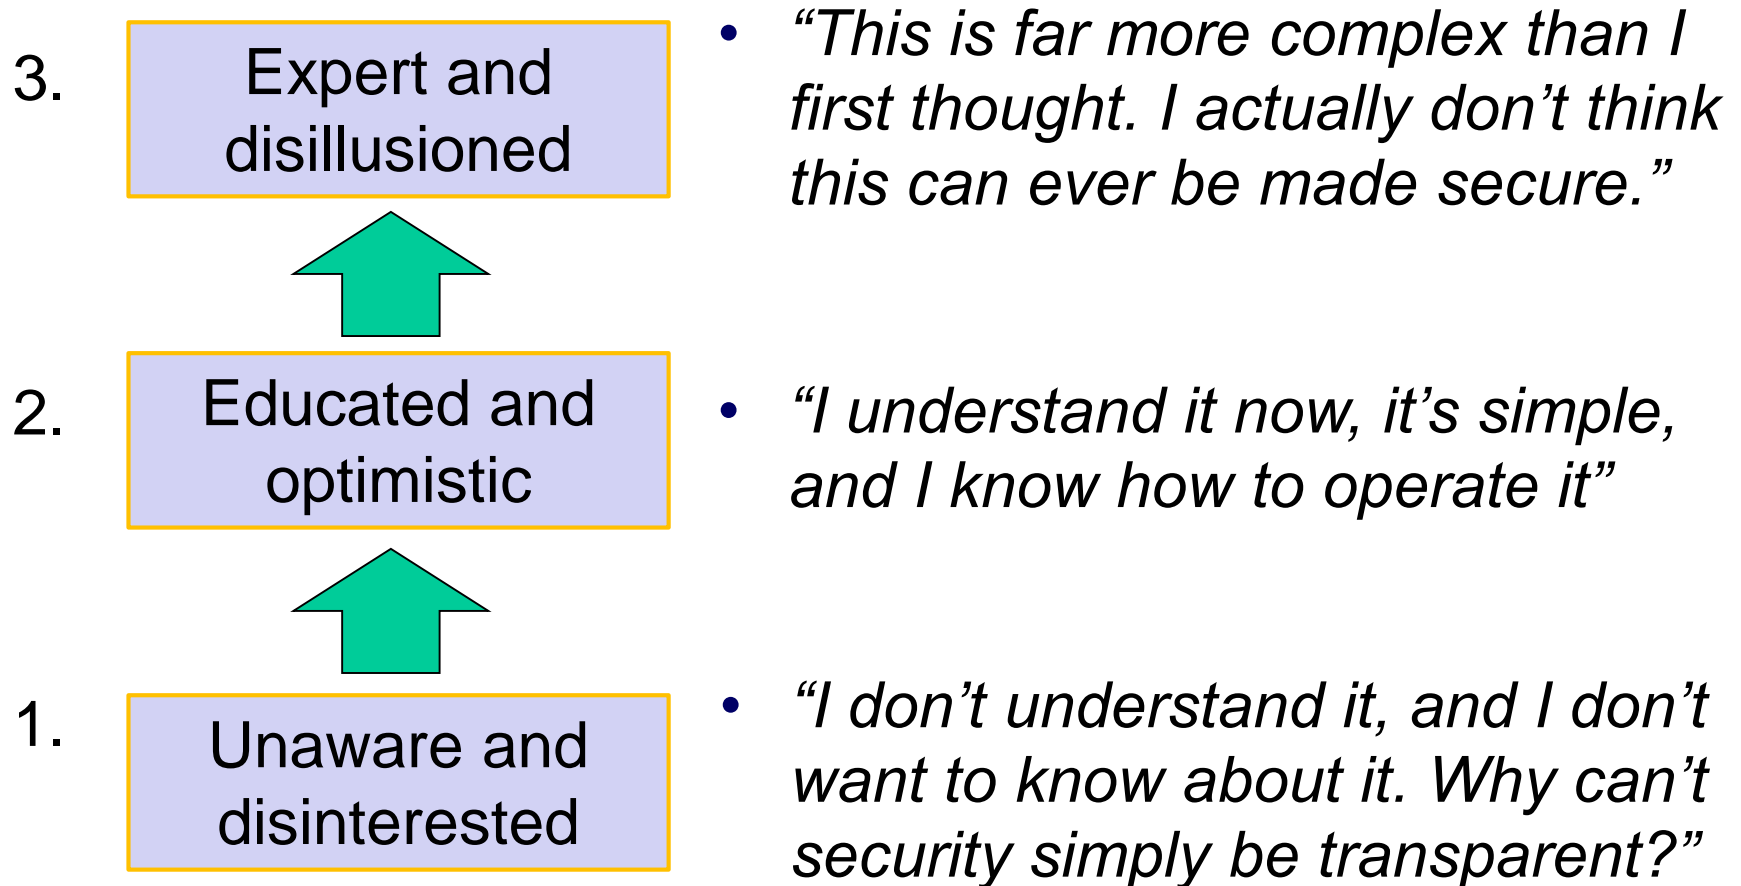 3.
Expert and
disillusioned
• “This is far more complex than I
first thought. I actually don’t think
this can ever be made secure.”
2.
Educated and
optimistic
• “I understand it now, it’s simple,
and I know how to operate it”
1.
Unaware and
disinterested
• “I don’t understand it, and I don’t
want to know about it. Why can’t
security simply be transparent?”